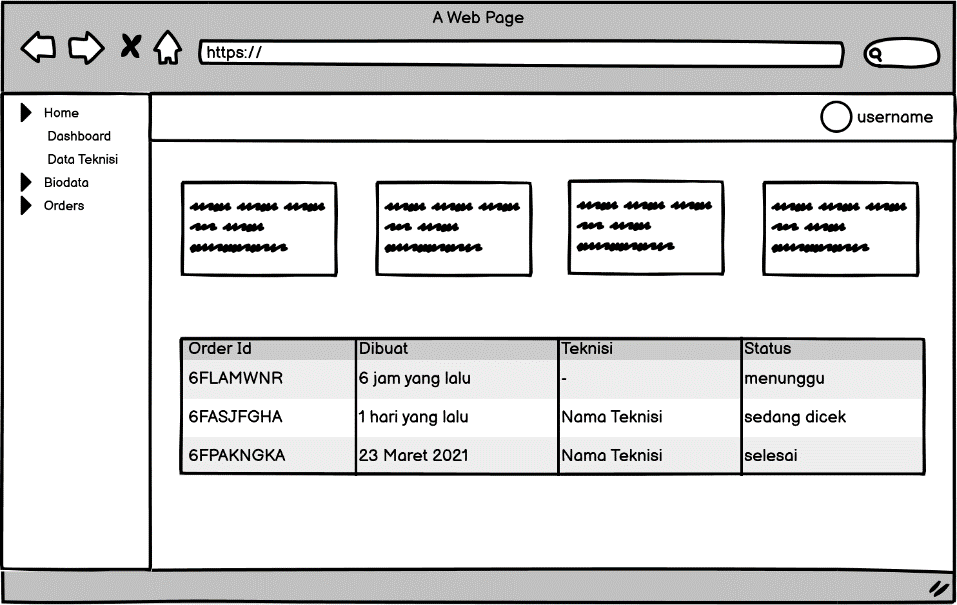 A Web Page
https://
Home
Dashboard
Data Teknisi
Biodata
Orders
username
Order Id Dibuat Teknisi Status
6FLAMWNR 6 jam yang lalu - menunggu
6FASJFGHA 1 hari yang lalu Nama Teknisi sedang dicek
6FPAKNGKA 23 Maret 2021 Nama Teknisi selesai